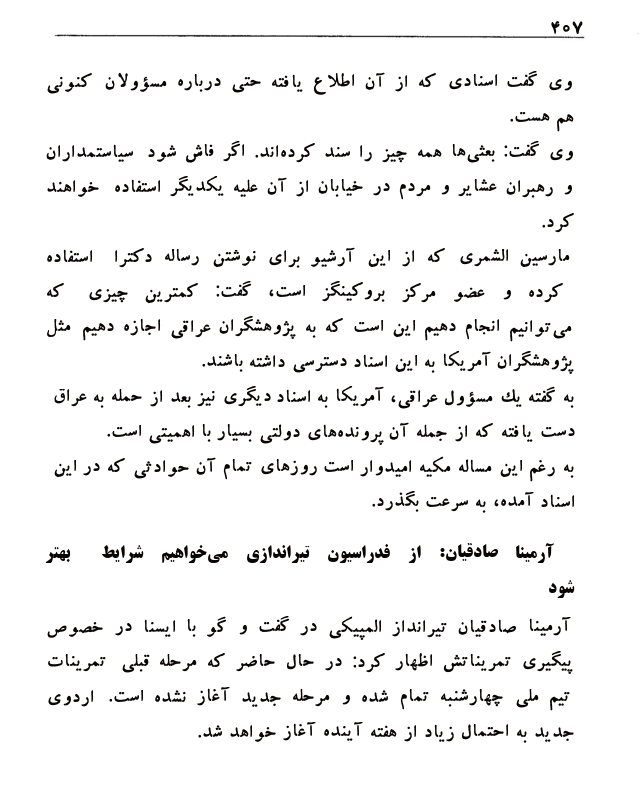 ۴۰۷
وی گفت اسنادی که از آن اطلاع یافته حتی درباره مسؤولان کنونی
هم هست.
وی گفت: بعثی‌ها همه چیز را سند کرده‌اند. اگر فاش شود سیاستمداران
و رهبران عشایر و مردم در خیابان از آن علیه یکدیگر استفاده خواهند
کرد.
مارسین الشمری که از این آرشیو برای نوشتن رساله دکترا استفاده
کرده و عضو مرکز بروکینگز است، گفت: کمترین چیزی که
می‌توانیم انجام دهیم این است که به پژوهشگران عراقی اجازه دهیم مثل
پژوهشگران آمریکا به این اسناد دسترسی داشته باشند.
به گفته یك مسؤول عراقی، آمریکا به اسناد دیگری نیز بعد از حمله به عراق
دست یافته که از جمله آن پرونده‌های دولتی بسیار با اهمیتی است.
به رغم این مساله مکیه امیدوار است روزهای تمام آن حوادثی که در این
اسناد آمده، به سرعت بگذرد.
آرمینا صادقیان: از فدراسیون تیراندازی می‌خواهیم شرایط بهتر
شود
آرمینا صادقیان تیرانداز المپیکی در گفت و گو با ایسنا در خصوص
پیگیری تمریناتش اظهار کرد: در حال حاضر که مرحله قبلی تمرینات
تیم ملی چهارشنبه تمام شده و مرحله جدید آغاز نشده است. اردوی
جدید به احتمال زیاد از هفته آینده آغاز خواهد شد.